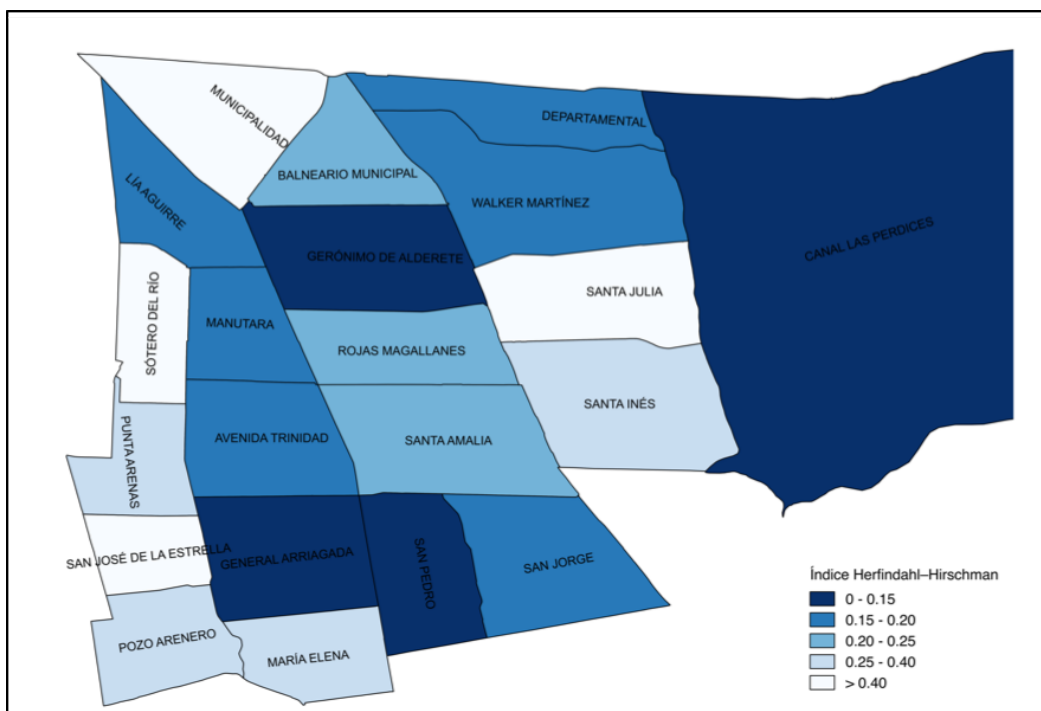 MUNICIPALIDAD
DEPARTAMENTAL
BALNEARIO MUNICIPAL
LÍA AGUIRRE
WALKER MARTÍNEZ
CANAL LAS PERDICES
GERÓNIMO DE ALDERETE
SANTA JULIA
SÓTERO DEL RÍO
MANUTARA
ROJAS MAGALLANES
SANTA INÉS
PUNTA ARENAS
AVENIDA TRINIDAD
SANTA AMALIA
SAN JOSÉ DE LA ESTRELLA
GENERAL ARRIAGADA
SAN PEDRO
SAN JORGE
POZO ARENERO
MARÍA ELENA
Índice Herfindahl–Hirschman
0 - 0.15
0.15 - 0.20
0.20 - 0.25
0.25 - 0.40
> 0.40